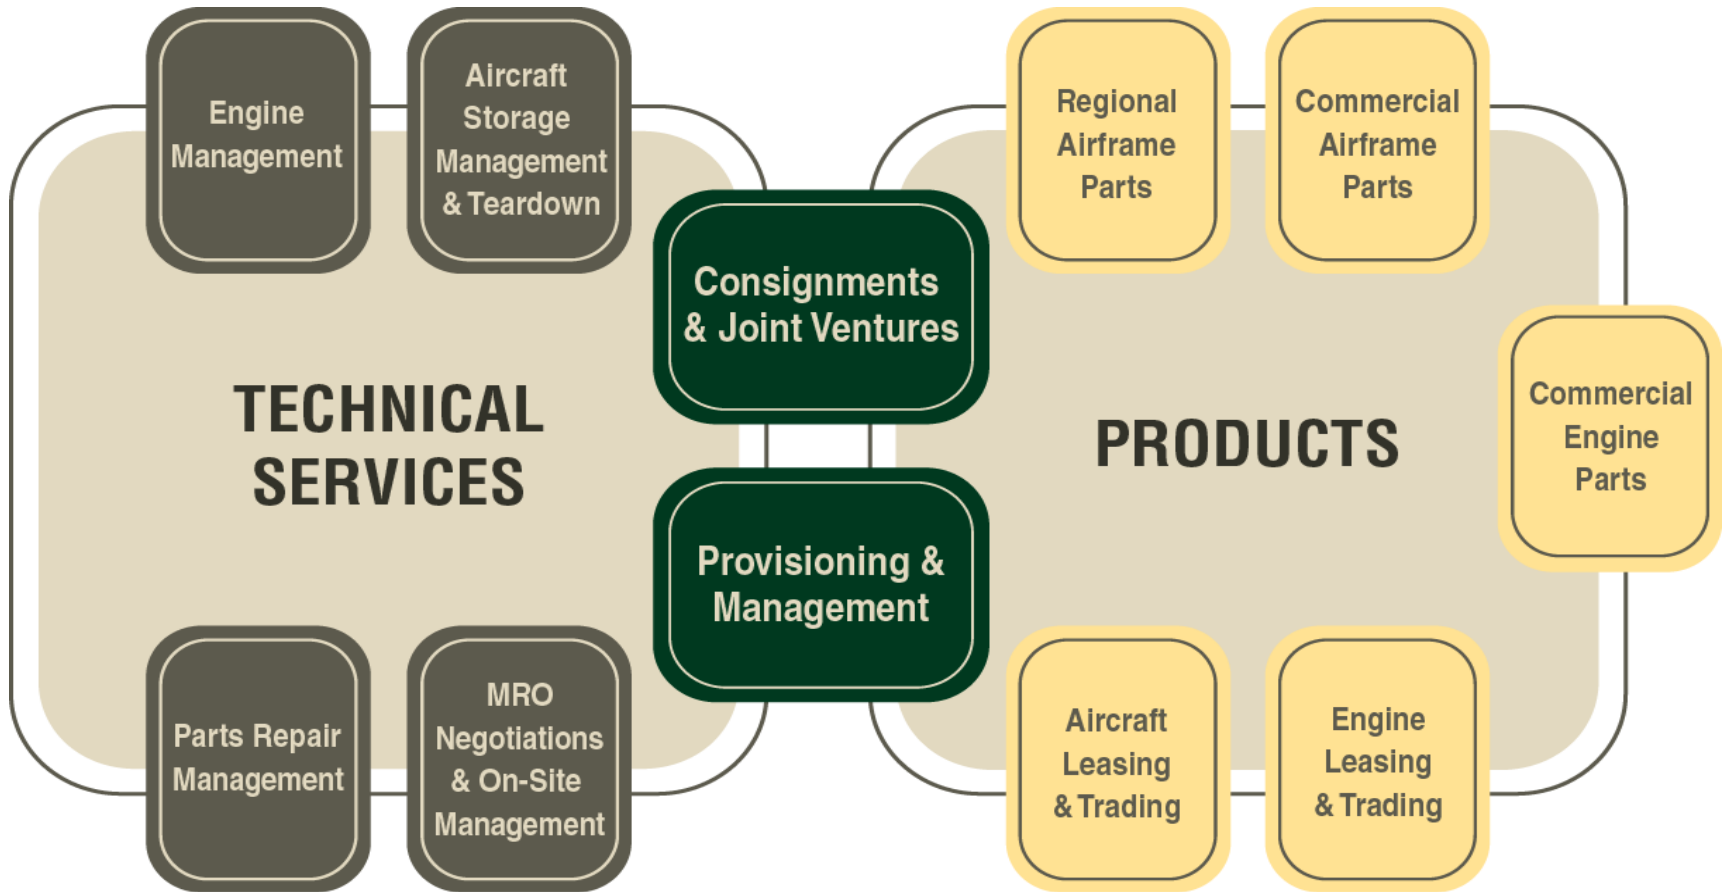 Engine
Management
Aircraft
Storage
Management
& Teardown
Regional
Airframe
Parts
Commercial
Airframe
Parts
Consignments
& Joint Ventures
TECHNICAL
SERVICES
PRODUCTS
Commercial
Engine
Parts
Provisioning &
Management
Parts Repair
Management
MRO
Negotiations
& On-Site
Management
Aircraft
Leasing
& Trading
Engine
Leasing
& Trading